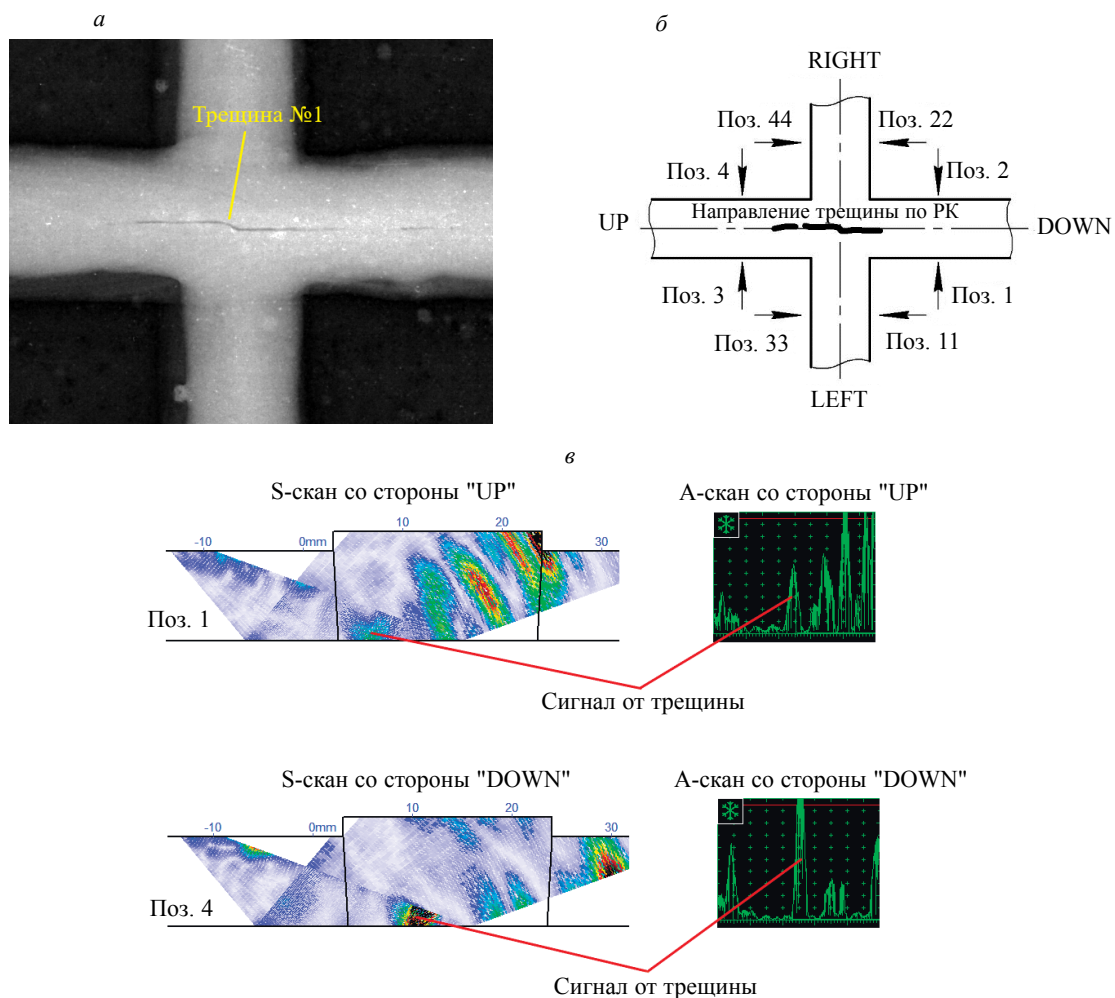 а
Трещина №1
б
RIGHT
Поз. 44
Поз. 22
Поз. 4
Поз. 2
UP
Направление трещины по РК
DOWN
Поз. 3
Поз. 1
Поз. 33
Поз. 11
LEFT
в
S-скан со стороны "UP"
А-скан со стороны "UP"
-10 0mm 10 20 30
Поз. 1
Сигнал от трещины
S-скан со стороны "DOWN"
А-скан со стороны "DOWN"
-10 0mm 10 20 30
Поз. 4
Сигнал от трещины